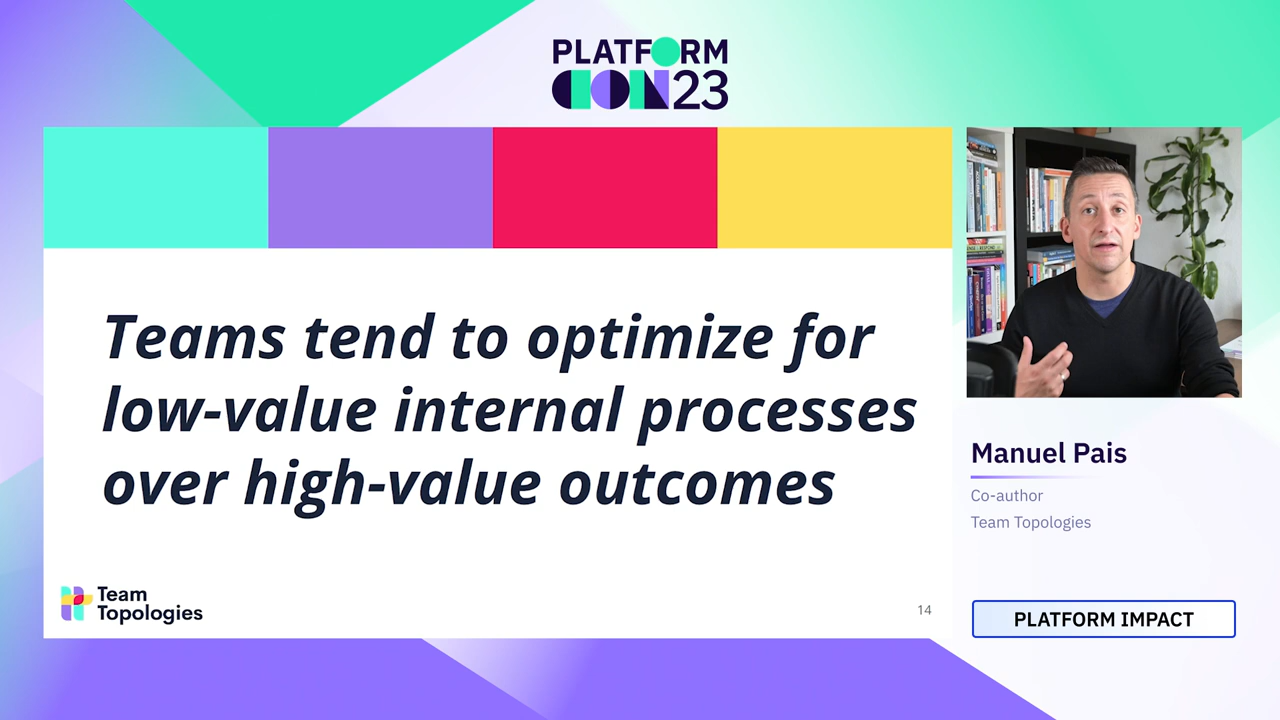 PLATFORM
CON23
Teams tend to optimize for
low-value internal processes
over high-value outcomes
Team
Topologies
14
Manuel Pais
Co-author
Team Topologies
PLATFORM IMPACT